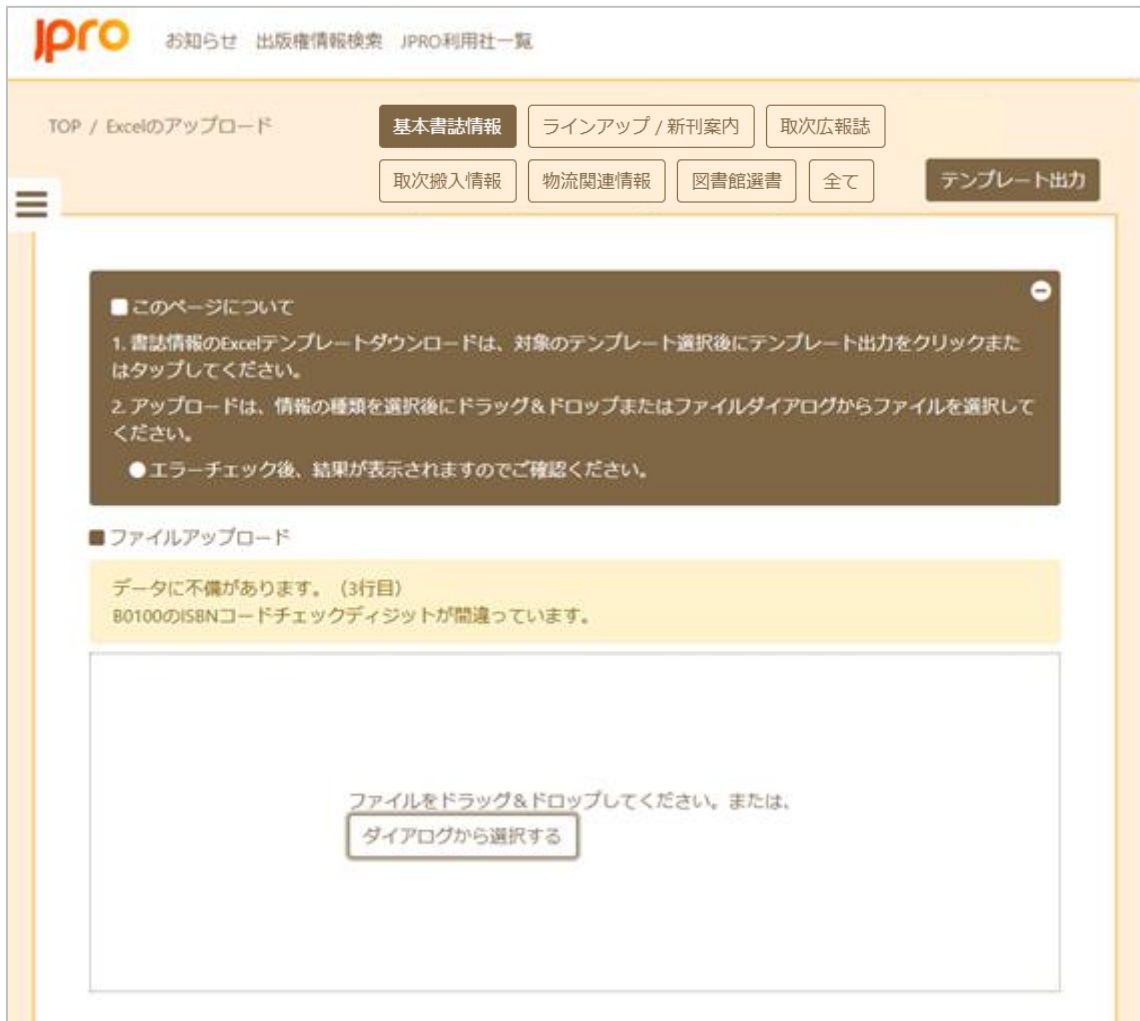 Jpro お知らせ 出版権情報検索 JPRO利用社一覧
TOP / Excelのアップロード
基本書誌情報 ラインアップ / 新刊案内 取次広報誌
取次搬入情報 物流関連情報 図書館選書 全て テンプレート出力
■このページについて
1. 書誌情報のExcelテンプレートダウンロードは、対象のテンプレート選択後にテンプレート出力をクリックまた
はタップしてください。
2. アップロードは、情報の種類を選択後にドラッグ&ドロップまたはファイルダイアログからファイルを選択して
ください。
●エラーチェック後、結果が表示されますのでご確認ください。
■ファイルアップロード
データに不備があります。（3行目）
B0100のISBNコードチェックディジットが間違っています。
ファイルをドラッグ&ドロップしてください。または、
ダイアログから選択する